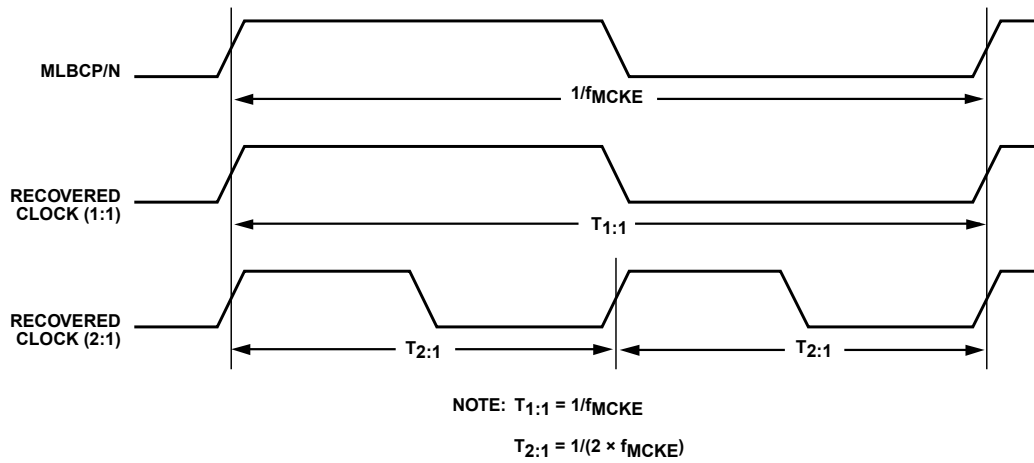 MLBCP/N
1/fMCKE
RECOVERED
CLOCK (1:1)
T1:1
RECOVERED
CLOCK (2:1)
T2:1
T2:1
NOTE: T1:1 = 1/fMCKE
T2:1 = 1/(2 × fMCKE)